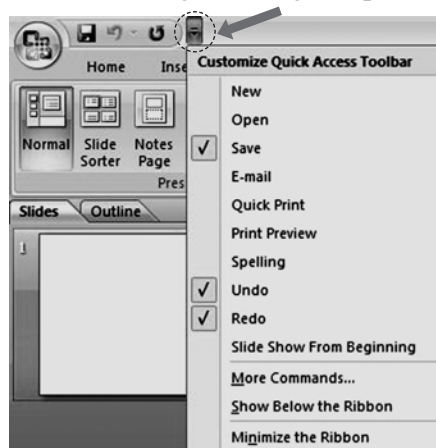 Home Inse
Customize Quick Access Toolbar
New
Open
Save
E-mail
Quick Print
Print Preview
Spelling
Undo
Redo
Slide Show From Beginning
More Commands...
Show Below the Ribbon
Minimize the Ribbon
Normal Slide Sorter Notes Page
Pres
Slides Outline
1